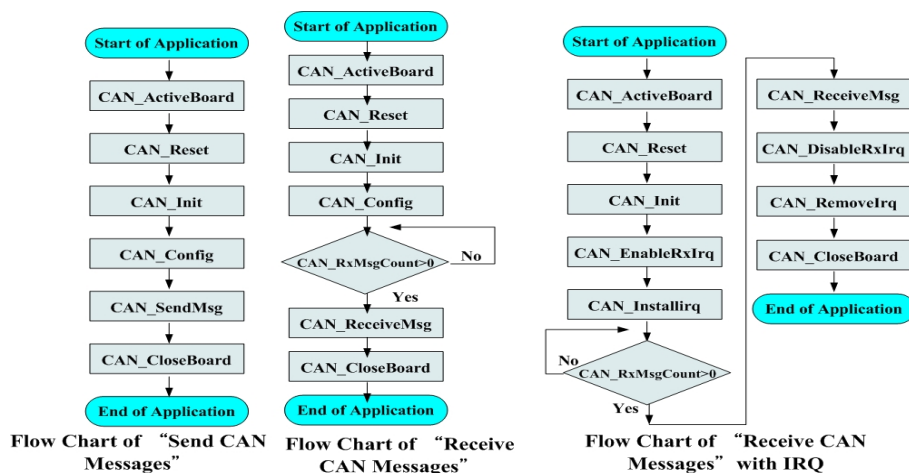 Start of Application
CAN_ActiveBoard
CAN_Reset
CAN_Init
CAN_Config
CAN_SendMsg
CAN_CloseBoard
End of Application
Flow Chart of “Send CAN
Messages”
Start of Application
CAN_ActiveBoard
CAN_Reset
CAN_Init
CAN_Config
CAN_RxMsgCount>0
No
Yes
CAN_ReceiveMsg
CAN_CloseBoard
End of Application
Flow Chart of “Receive
CAN Messages”
Start of Application
CAN_ActiveBoard
CAN_Reset
CAN_Init
CAN_EnableRxIrq
CAN_Installirq
No
CAN_RxMsgCount>0
Yes
CAN_ReceiveMsg
CAN_DisableRxIrq
CAN_RemoveIrq
CAN_CloseBoard
End of Application
Flow Chart of “Receive CAN
Messages” with IRQ